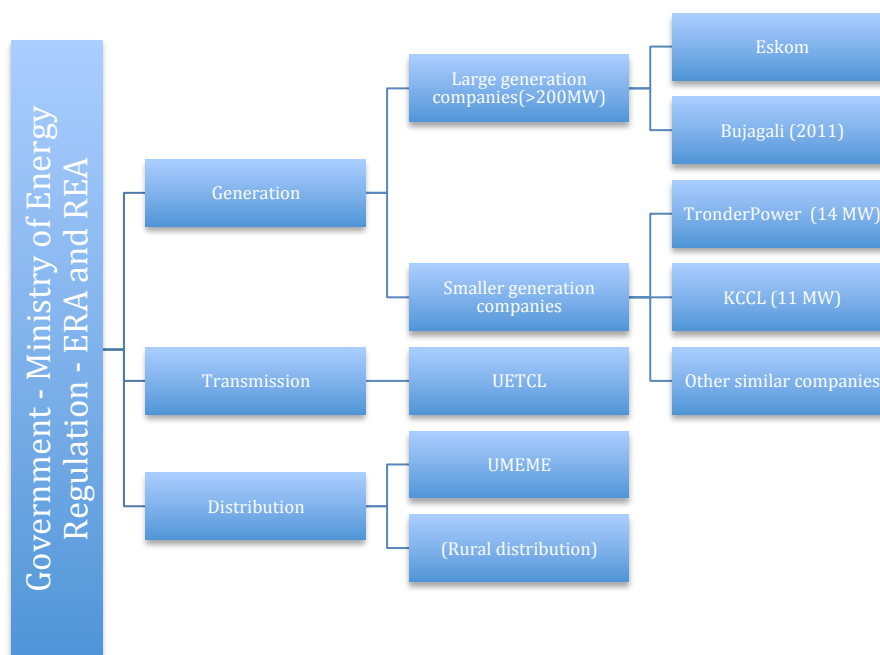 Government - Ministry of Energy
Regulation - ERA and REA
Generation
Large generation
companies(>200MW)
Eskom
Bujagali (2011)
Smaller generation
companies
TronderPower  (14 MW)
KCCL (11 MW)
Other similar companies
Transmission
UETCL
Distribution
UMEME
(Rural distribution)